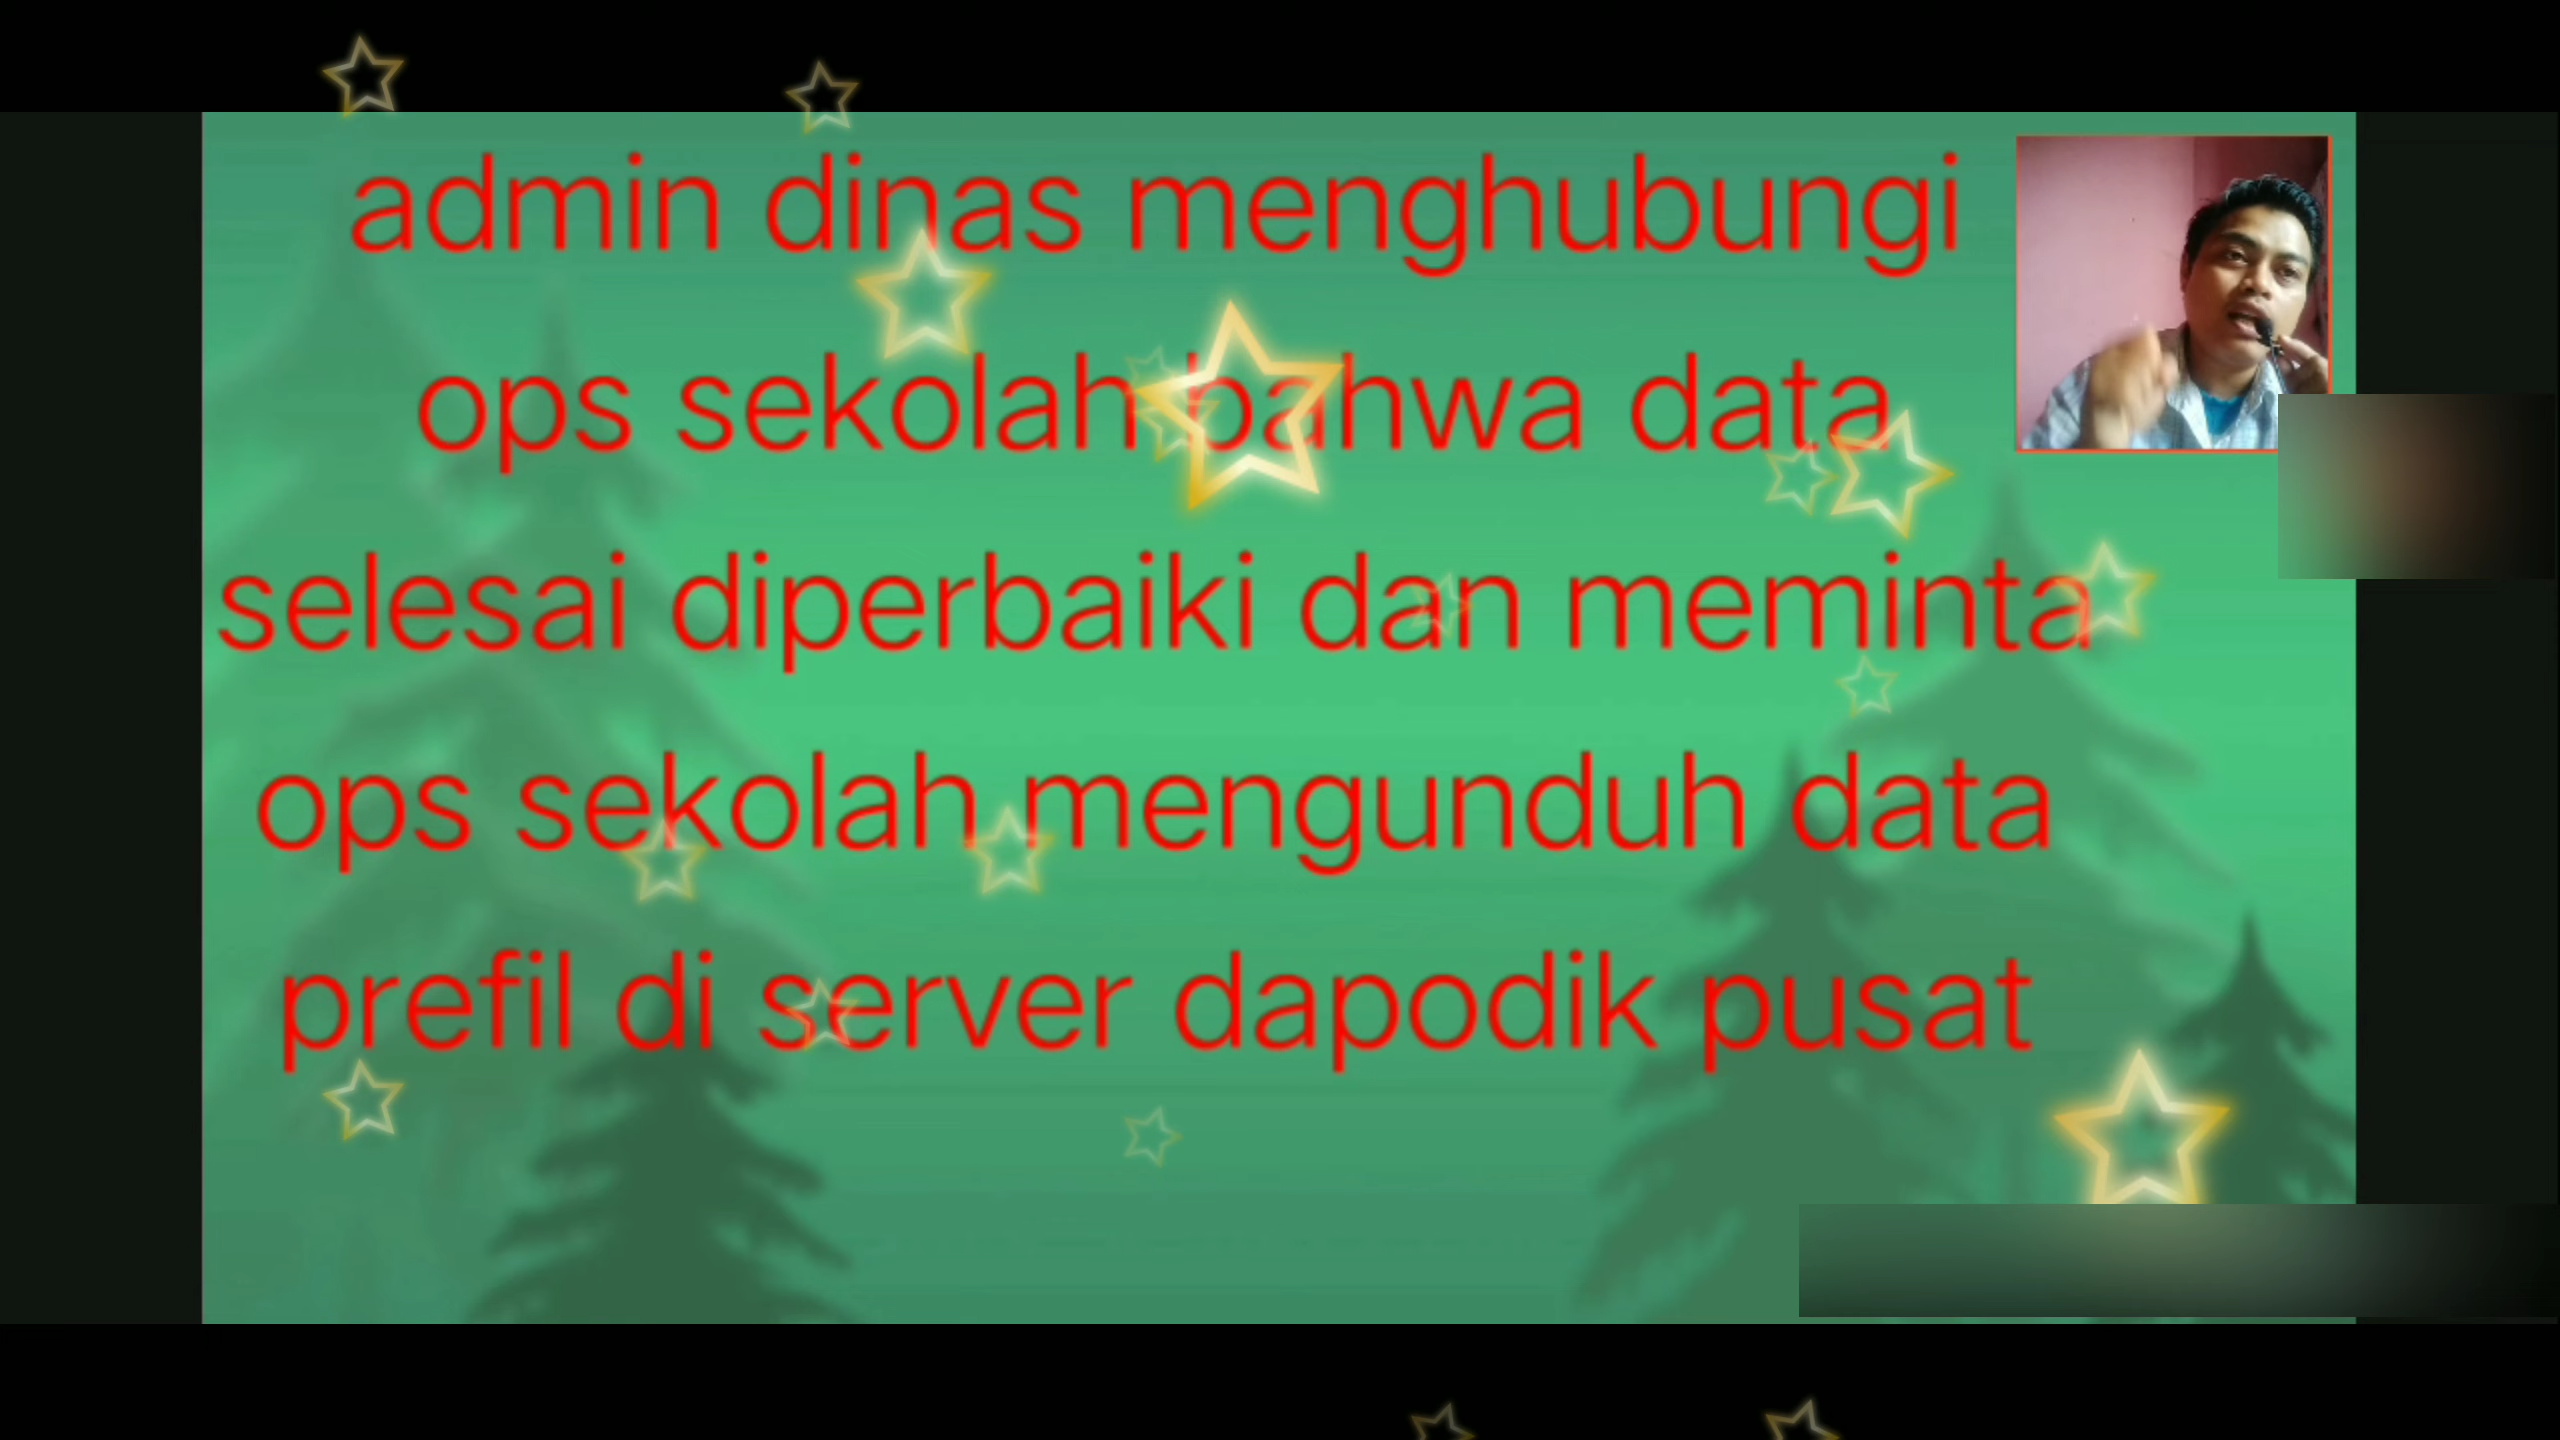 admin dinas menghubungi
ops sekolah bahwa data
selesai diperbaiki dan meminta
ops sekolah mengunduh data
prefil di server dapodik pusat